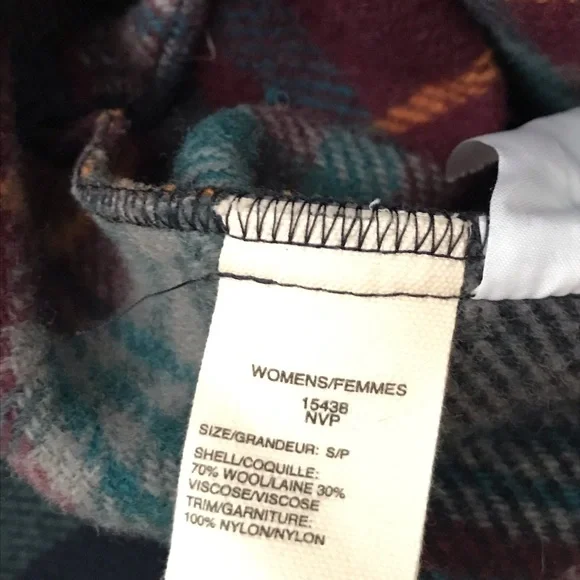 WOMENS/FEMMES
15438
NVP
SIZE/GRANDEUR: S/P
SHELL/COQUILLE:
70% WOOL/LAINE 30%
VISCOSE/VISCOSE
TRIM/GARNITURE:
100% NYLON/NYLON